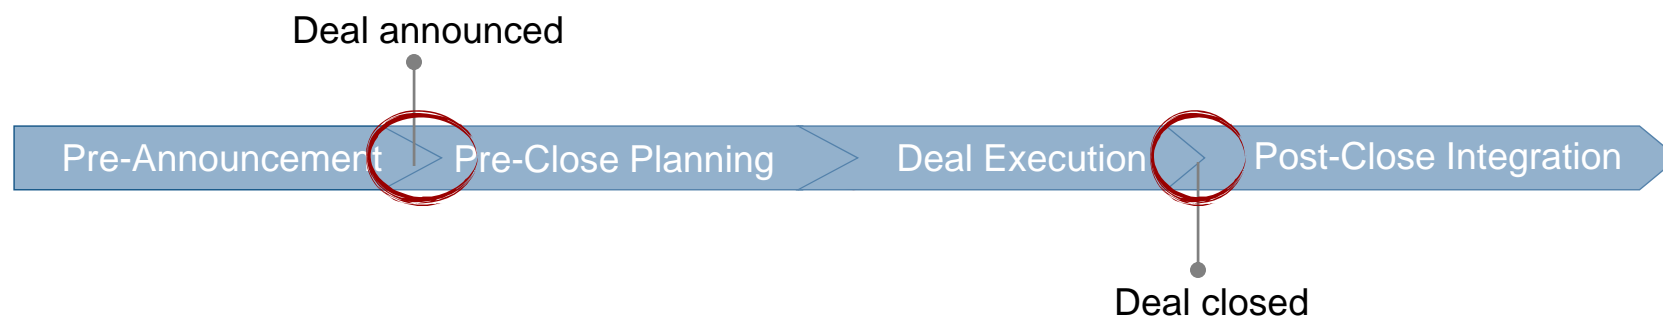 Deal announced
Pre-Announcement
Pre-Close Planning
Deal Execution
Post-Close Integration
Deal closed